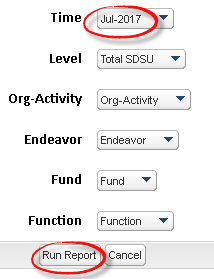 Time Jul-2017
Level Total SDSU
Org-Activity Org-Activity
Endeavor Endeavor
Fund Fund
Function Function
Run Report Cancel